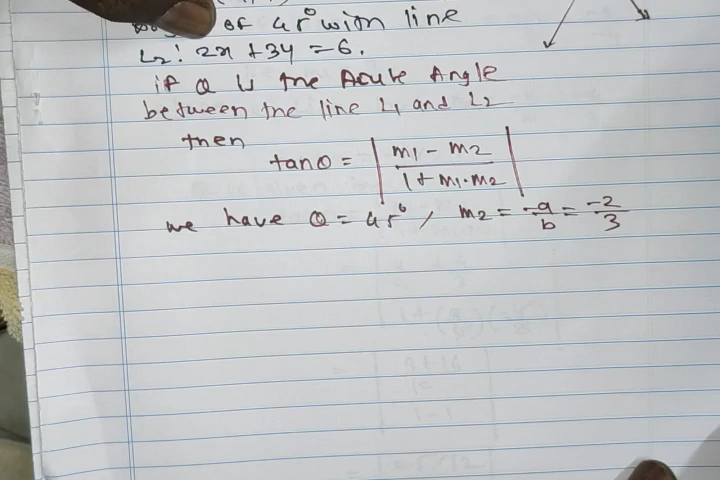 of 45° with line
L2: 2x + 3y = 6.
if θ is the Acute Angle
between the line L1 and L2
then
tanθ = | m1 - m2 / 1 + m1.m2 |
we have θ = 45°, m2 = -a/b = -2/3